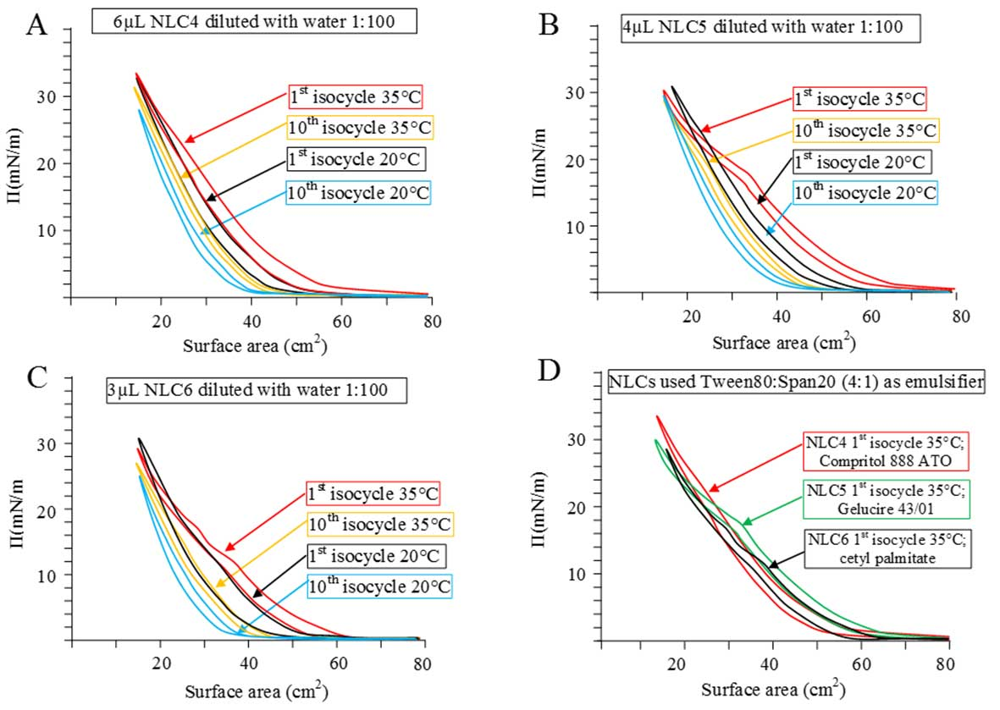 A
6µL NLC4 diluted with water 1:100
Π(mN/m)
30
20
10
1st isocycle 35°C
10th isocycle 35°C
1st isocycle 20°C
10th isocycle 20°C
20 40 60 80
Surface area (cm2)
B
4µL NLC5 diluted with water 1:100
Π(mN/m
30
20
10
1st isocycle 35°C
10th isocycle 35°C
1st isocycle 20°C
10th isocycle 20°C
20 40 60 80
Surface area (cm2)
C
3µL NLC6 diluted with water 1:100
Π(mN/m
30
20
10
1st isocycle 35°C
10th isocycle 35°C
1st isocycle 20°C
10th isocycle 20°C
20 40 60 80
Surface area (cm2)
D
NLCs used Tween80:Span20 (4:1) as emulsifier
Π(mN/m)
30
20
10
NLC4 1st isocycle 35°C;
Compritol 888 ATO
NLC5 1st isocycle 35°C;
Gelucire 43/01
NLC6 1st isocycle 35°C;
cetyl palmitate
20 40 60 80
Surface area (cm2)